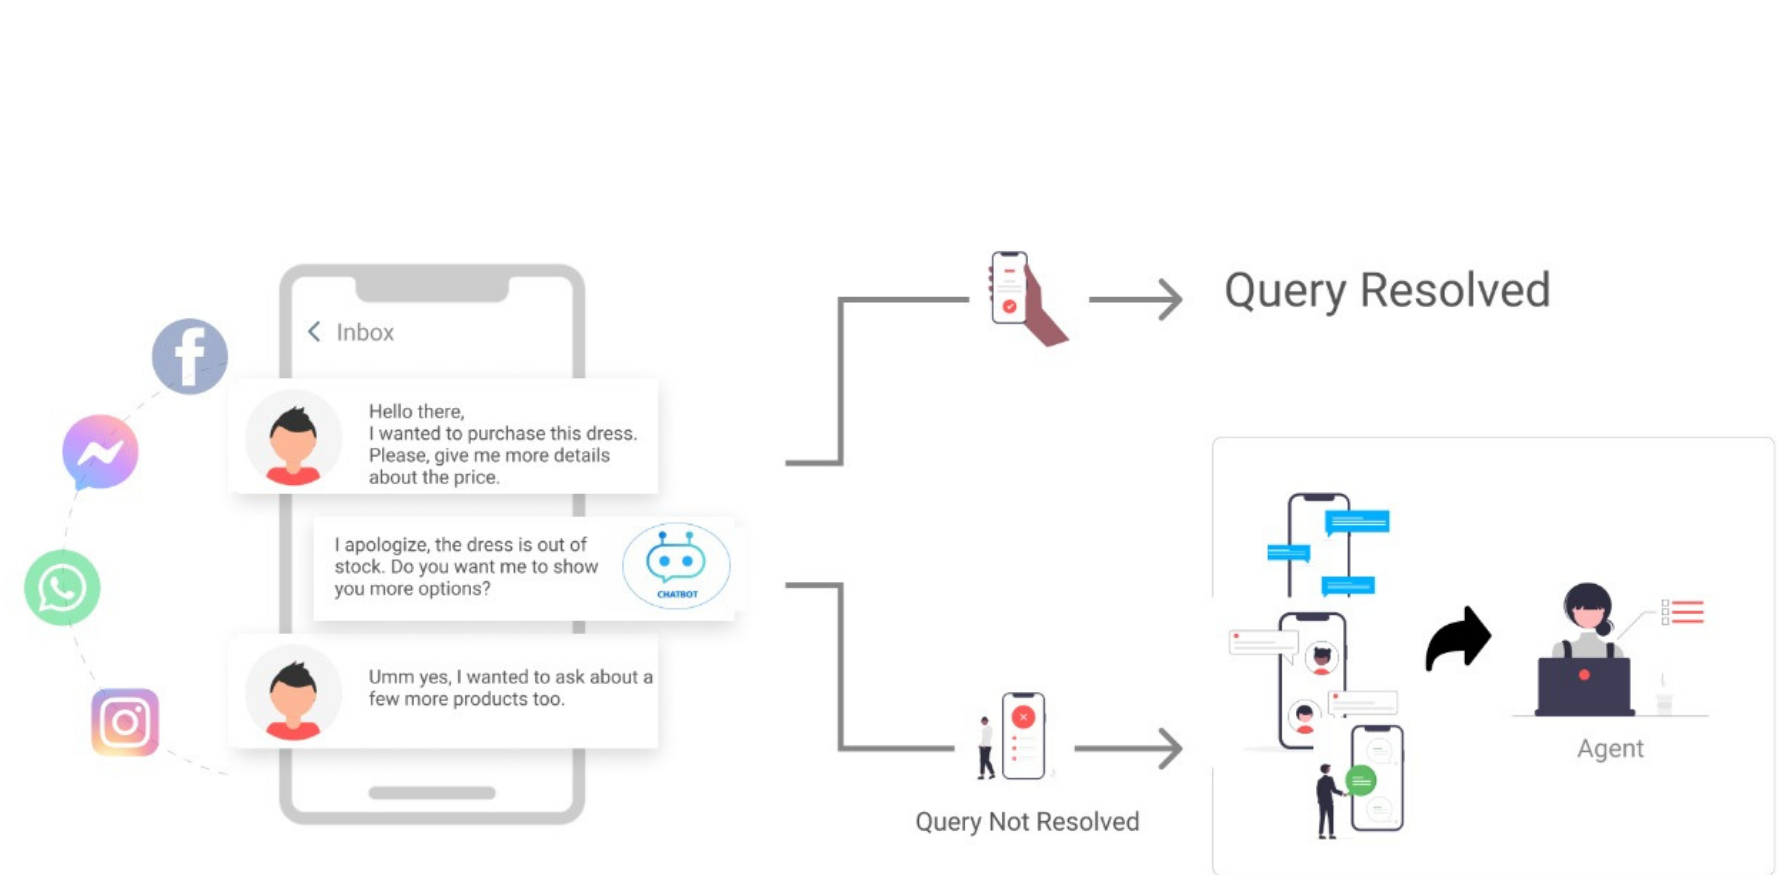 Inbox
Hello there,
I wanted to purchase this dress.
Please, give me more details
about the price.
I apologize, the dress is out of
stock. Do you want me to show
you more options?
CHATBOT
Umm yes, I wanted to ask about a
few more products too.
Query Resolved
Query Not Resolved
Agent